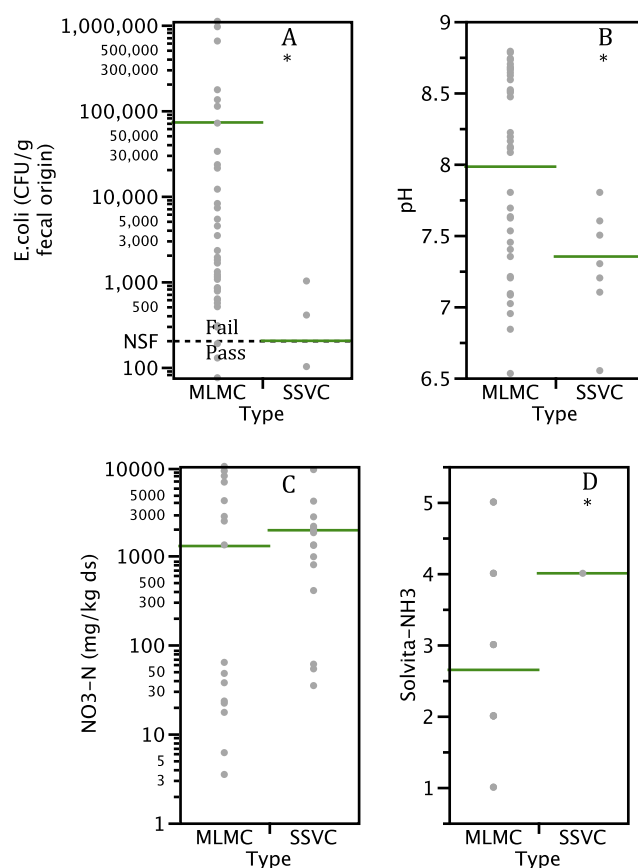 A
*
1,000,000
500,000
300,000
100,000
50,000
30,000
10,000
5,000
3,000
1,000
500
NSF
100
Fail
Pass
E.coli (CFU/g
fecal origin)
MLMC SSVC
Type
B
*
9
8.5
8
7.5
7
6.5
pH
MLMC SSVC
Type
C
10000
5000
3000
1000
500
300
100
50
30
10
5
3
1
NO3-N (mg/kg ds)
MLMC SSVC
Type
D
*
5
4
3
2
1
Solvita-NH3
MLMC SSVC
Type